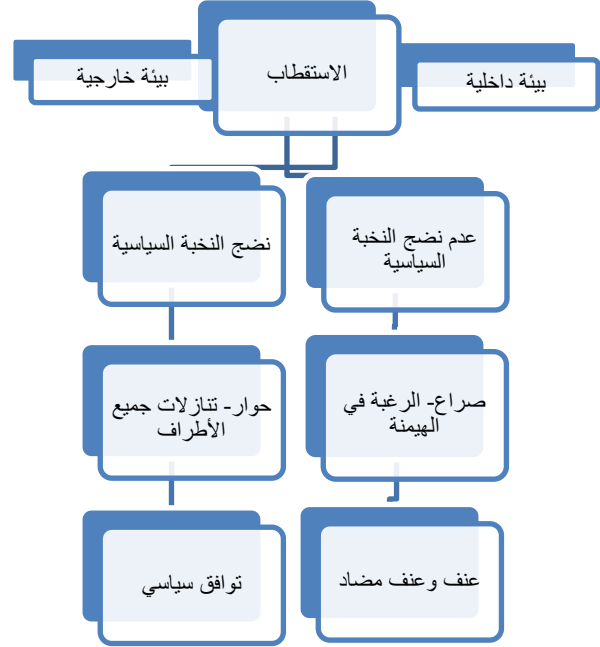 الاستقطاب
بيئة داخلية
بيئة خارجية
عدم نضج النخبة
السياسية
نضج النخبة السياسية
صراع- الرغبة في
الهيمنة
حوار- تنازلات جميع
الأطراف
عنف وعنف مضاد
توافق سياسي